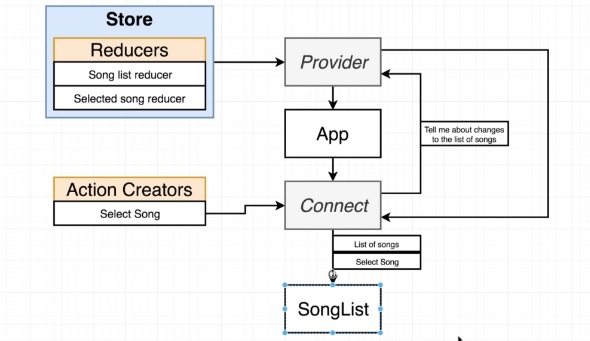 Store
Reducers
Song list reducer
Selected song reducer
Provider
App
Tell me about changes
to the list of songs
Action Creators
Select Song
Connect
List of songs
Select Song
SongList